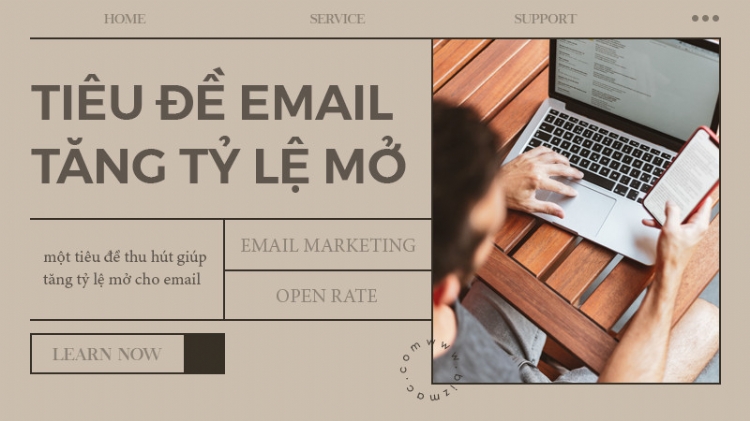 HOME
SERVICE
SUPPORT
TIÊU ĐỀ EMAIL
TĂNG TỶ LỆ MỞ
một tiêu đề thu hút giúp
tăng tỷ lệ mở cho email
EMAIL MARKETING
OPEN RATE
LEARN NOW
www.bizmac.com